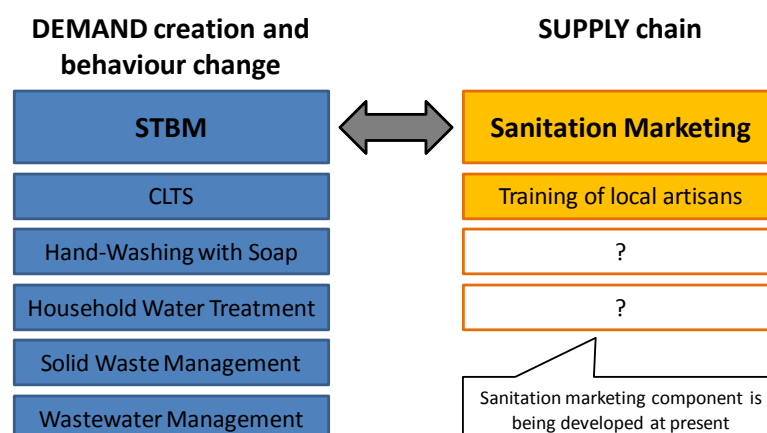 DEMAND creation and
behaviour change
STBM
CLTS
Hand-Washing with Soap
Household Water Treatment
Solid Waste Management
Wastewater Management
SUPPLY chain
Sanitation Marketing
Training of local artisans
?
?
Sanitation marketing component is
being developed at present